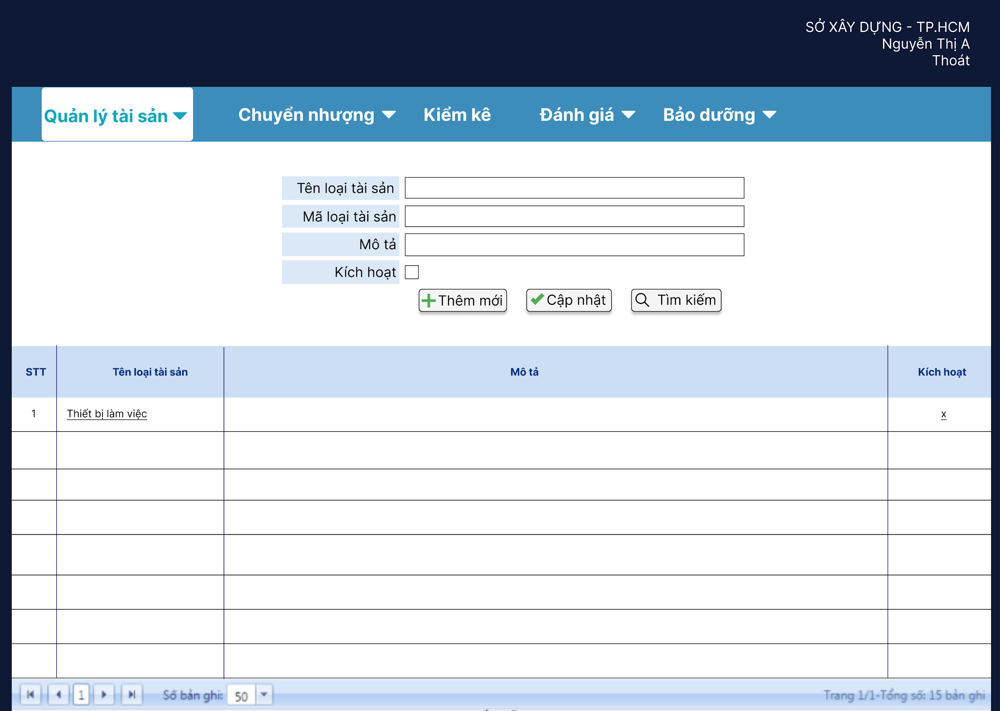 SỞ XÂY DỰNG - TP.HCM
Nguyễn Thị A
Thoát
Quản lý tài sản Chuyển nhượng Kiểm kê Đánh giá Bảo dưỡng
Tên loại tài sản
Mã loại tài sản
Mô tả
Kích hoạt
Thêm mới Cập nhật Tìm kiếm
STT Tên loại tài sản Mô tả Kích hoạt
1 Thiết bị làm việc x
1 Số bản ghi: 50 Trang 1/1-Tổng số: 15 bản ghi